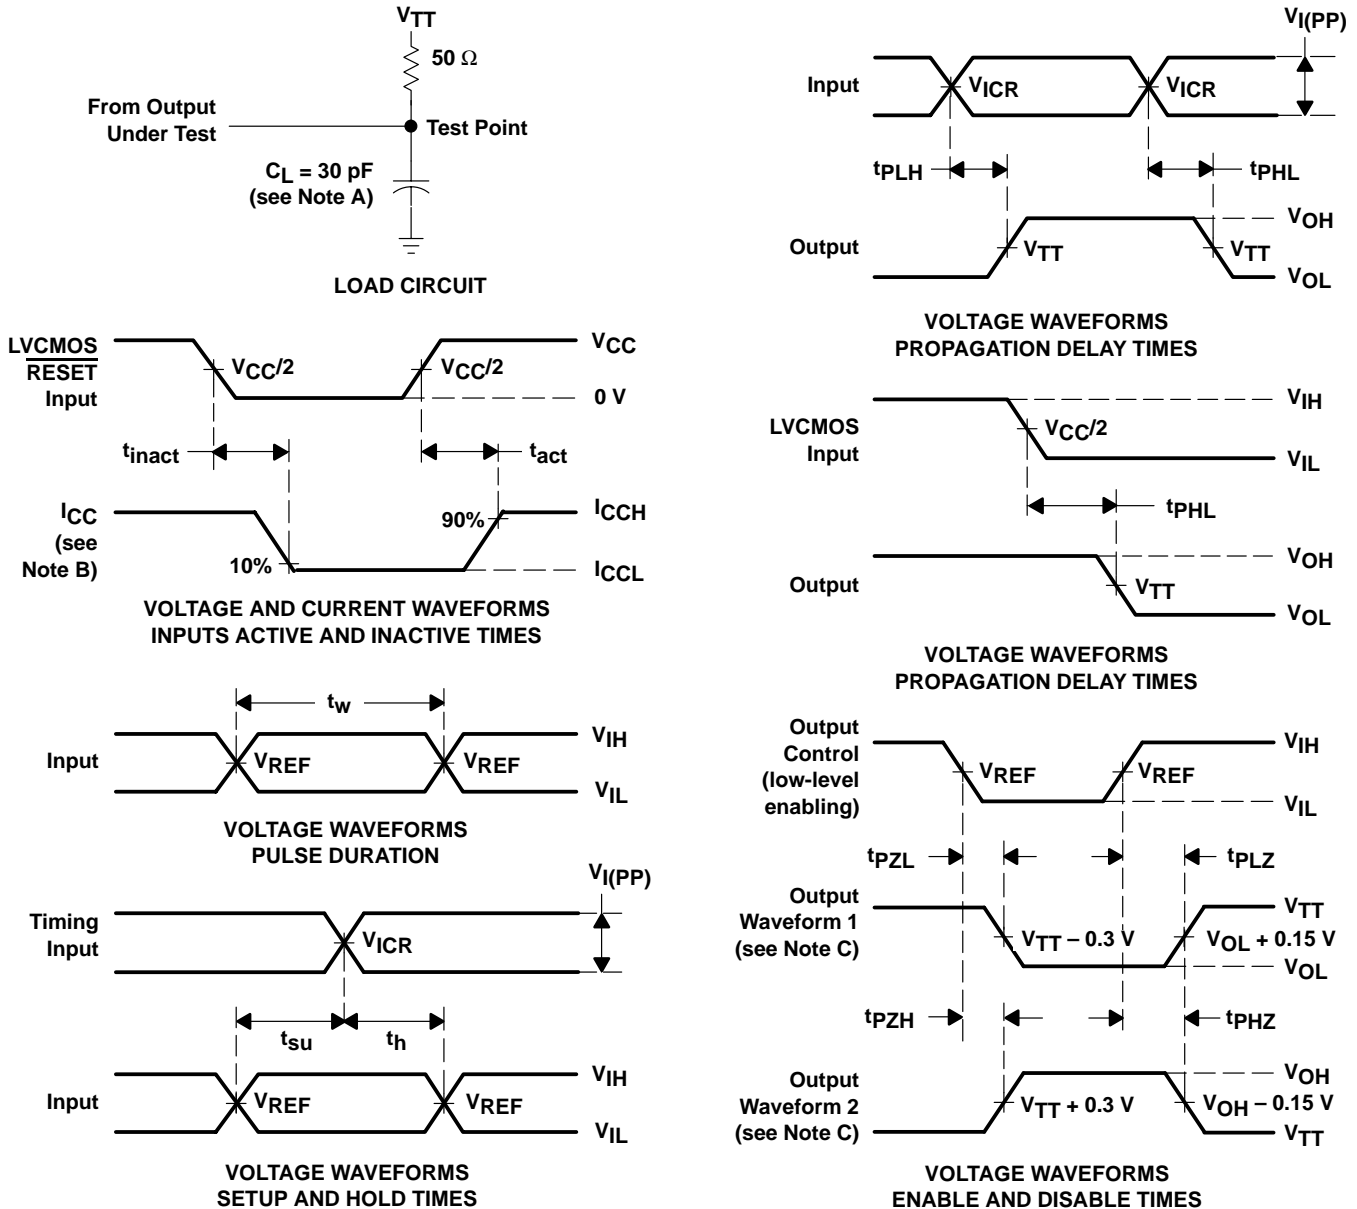 VTT
50 Ω
From Output
Under Test
Test Point
CL = 30 pF
(see Note A)
LOAD CIRCUIT
LVCMOS
RESET
Input
VCC/2
VCC/2
VCC
0 V
tinact
tact
ICC
(see
Note B)
10%
90%
ICCH
ICCL
VOLTAGE AND CURRENT WAVEFORMS
INPUTS ACTIVE AND INACTIVE TIMES
tw
Input
VREF
VREF
VIH
VIL
VOLTAGE WAVEFORMS
PULSE DURATION
VI(PP)
Timing
Input
VICR
tsu
th
Input
VREF
VREF
VIH
VIL
VOLTAGE WAVEFORMS
SETUP AND HOLD TIMES
VI(PP)
Input
VICR
VICR
tPLH
tPHL
Output
VTT
VTT
VOH
VOL
VOLTAGE WAVEFORMS
PROPAGATION DELAY TIMES
LVCMOS
Input
VCC/2
VIH
VIL
tPHL
Output
VTT
VOH
VOL
VOLTAGE WAVEFORMS
PROPAGATION DELAY TIMES
Output
Control
(low-level
enabling)
VREF
VREF
VIH
VIL
tPZL
tPLZ
Output
Waveform 1
(see Note C)
VTT – 0.3 V
VOL + 0.15 V
VTT
VOL
tPZH
tPHZ
Output
Waveform 2
(see Note C)
VTT + 0.3 V
VOH – 0.15 V
VOH
VTT
VOLTAGE WAVEFORMS
ENABLE AND DISABLE TIMES